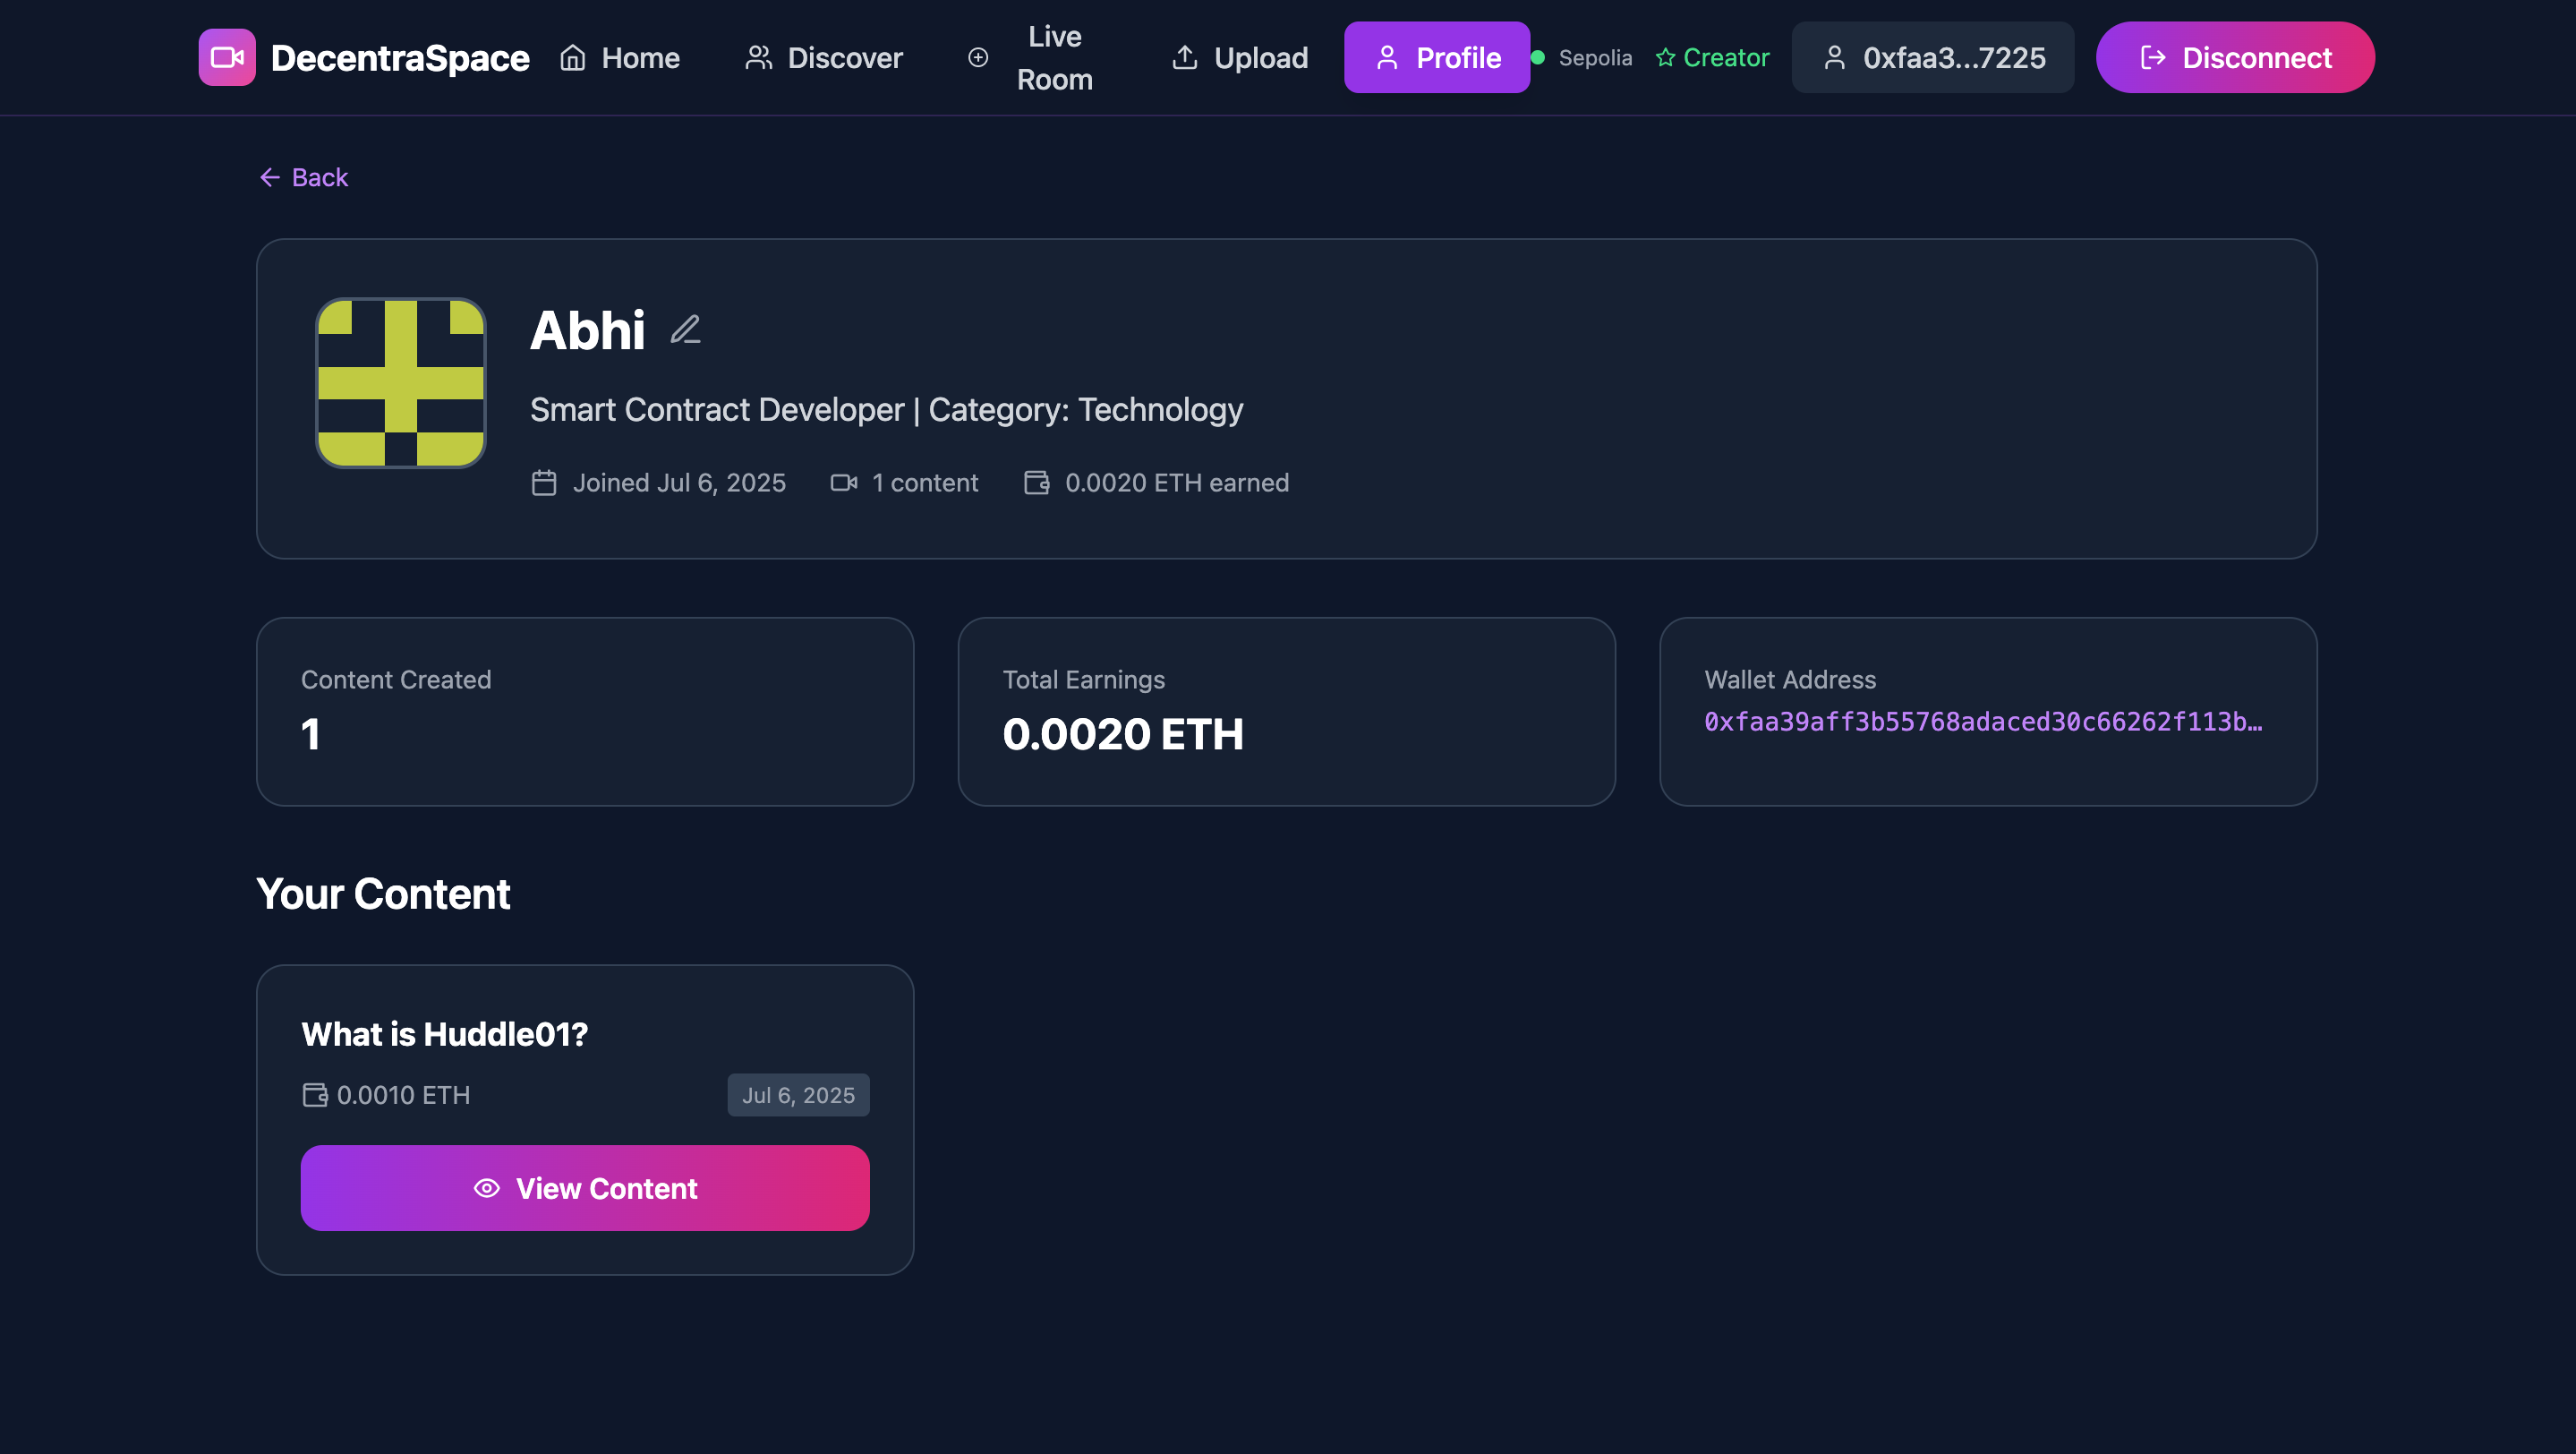 DecentraSpace
Home
Discover
Live
Room
Upload
Profile
Sepolia
Creator
0xfaa3...7225
Disconnect
Back
Abhi
Smart Contract Developer | Category: Technology
Joined Jul 6, 2025
1 content
0.0020 ETH earned
Content Created
1
Total Earnings
0.0020 ETH
Wallet Address
0xfaa39aff3b55768adaced30c66262f113b…
Your Content
What is Huddle01?
0.0010 ETH
Jul 6, 2025
View Content